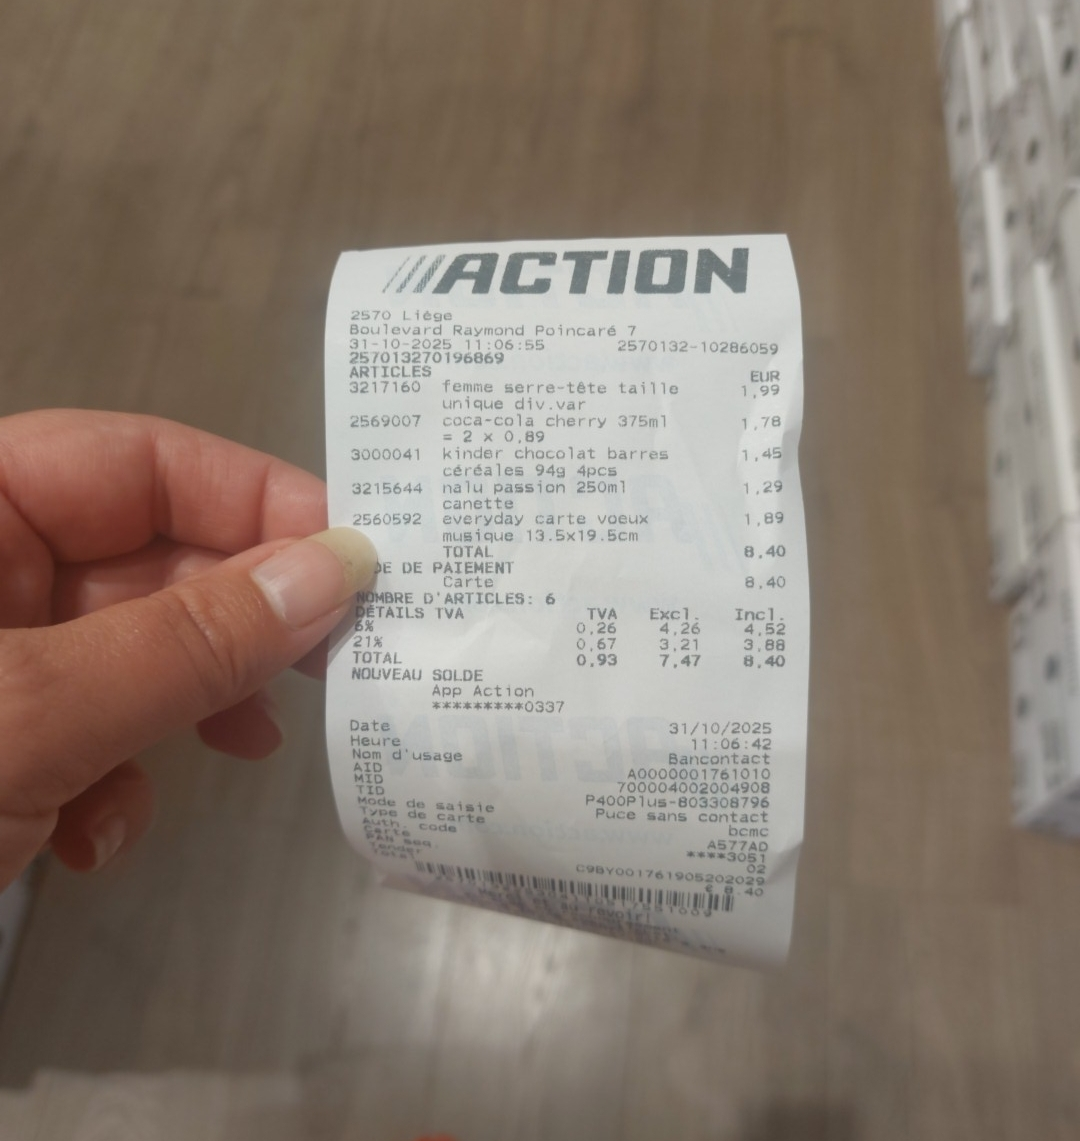 ///ACTION
2570 Liège
Boulevard Raymond Poincaré 7
31-10-2025 11:06:55 2570132-10286059
257013270196869
ARTICLES EUR
3217160 femme serre-tête taille 1,99
unique div.var
2569007 coca-cola cherry 375ml 1,78
= 2 x 0,89
3000041 kinder chocolat barres 1,45
céréales 94g 4pcs
3215644 nalu passion 250ml 1,29
canette
2560592 everyday carte voeux 1,89
musique 13.5x19.5cm
TOTAL 8,40
DE DE PAIEMENT
Carte 8,40
NOMBRE D'ARTICLES: 6
DÉTAILS TVA TVA Excl. Incl.
6% 0,26 4,26 4,52
21% 0,67 3,21 3,88
TOTAL 0,93 7,47 8,40
NOUVEAU SOLDE
App Action
*********0337
Date 31/10/2025
Heure 11:06:42
Nom d'usage Bancontact
AID A0000001761010
MID 700004002004908
TID P400Plus-803308796
Mode de saisie Puce sans contact
Type de carte bcmc
Auth. code A577AD
Carte ****3051
PAN seq. 02
Tender C9BY001761905202029
Total € 8.40
revoir!